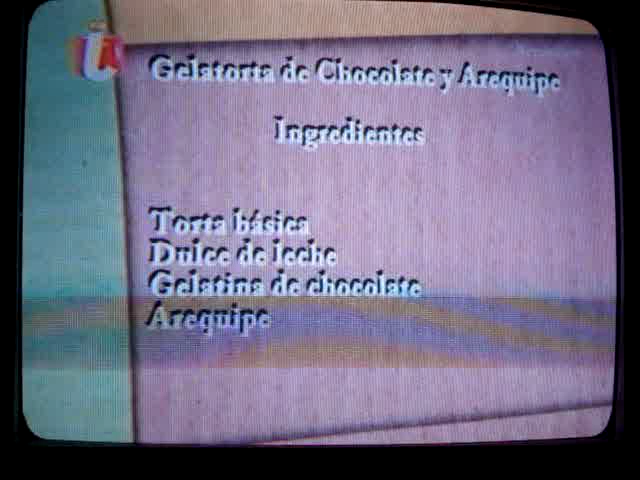 Gelatorta de Chocolate y Arequipe
Ingredientes
Torta básica
Dulce de leche
Gelatina de chocolate
Arequipe